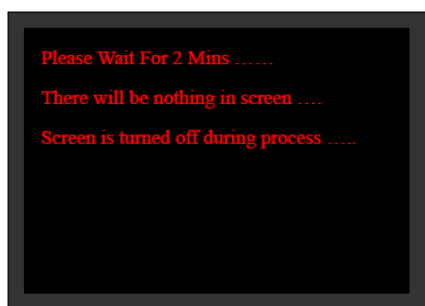 Please Wait For 2 Mins ……
There will be nothing in screen ….
Screen is turned off during process …..